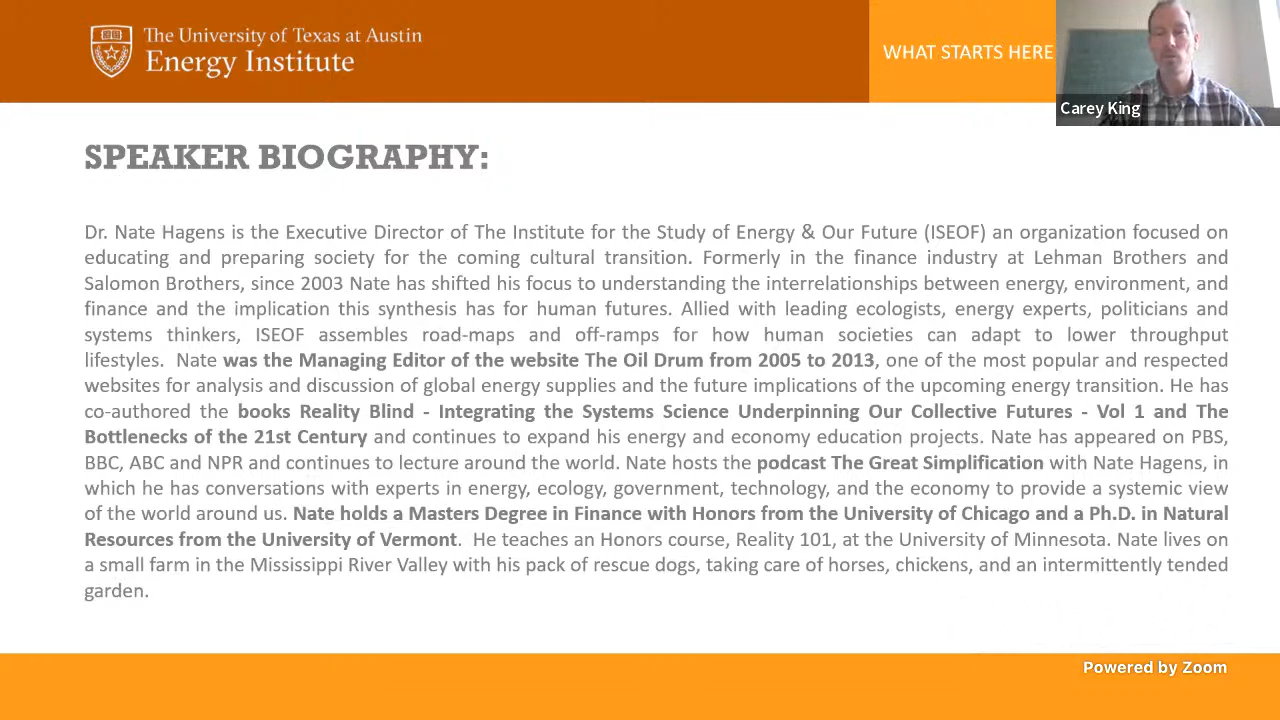 The University of Texas at Austin
Energy Institute
WHAT STARTS HERE
Carey King
SPEAKER BIOGRAPHY:
Dr. Nate Hagens is the Executive Director of The Institute for the Study of Energy & Our Future (ISEOF) an organization focused on
educating and preparing society for the coming cultural transition. Formerly in the finance industry at Lehman Brothers and
Salomon Brothers, since 2003 Nate has shifted his focus to understanding the interrelationships between energy, environment, and
finance and the implication this synthesis has for human futures. Allied with leading ecologists, energy experts, politicians and
systems thinkers, ISEOF assembles road-maps and off-ramps for how human societies can adapt to lower throughput
lifestyles. Nate was the Managing Editor of the website The Oil Drum from 2005 to 2013, one of the most popular and respected
websites for analysis and discussion of global energy supplies and the future implications of the upcoming energy transition. He has
co-authored the books Reality Blind - Integrating the Systems Science Underpinning Our Collective Futures - Vol 1 and The
Bottlenecks of the 21st Century and continues to expand his energy and economy education projects. Nate has appeared on PBS,
BBC, ABC and NPR and continues to lecture around the world. Nate hosts the podcast The Great Simplification with Nate Hagens, in
which he has conversations with experts in energy, ecology, government, technology, and the economy to provide a systemic view
of the world around us. Nate holds a Masters Degree in Finance with Honors from the University of Chicago and a Ph.D. in Natural
Resources from the University of Vermont. He teaches an Honors course, Reality 101, at the University of Minnesota. Nate lives on
a small farm in the Mississippi River Valley with his pack of rescue dogs, taking care of horses, chickens, and an intermittently tended
garden.
Powered by Zoom